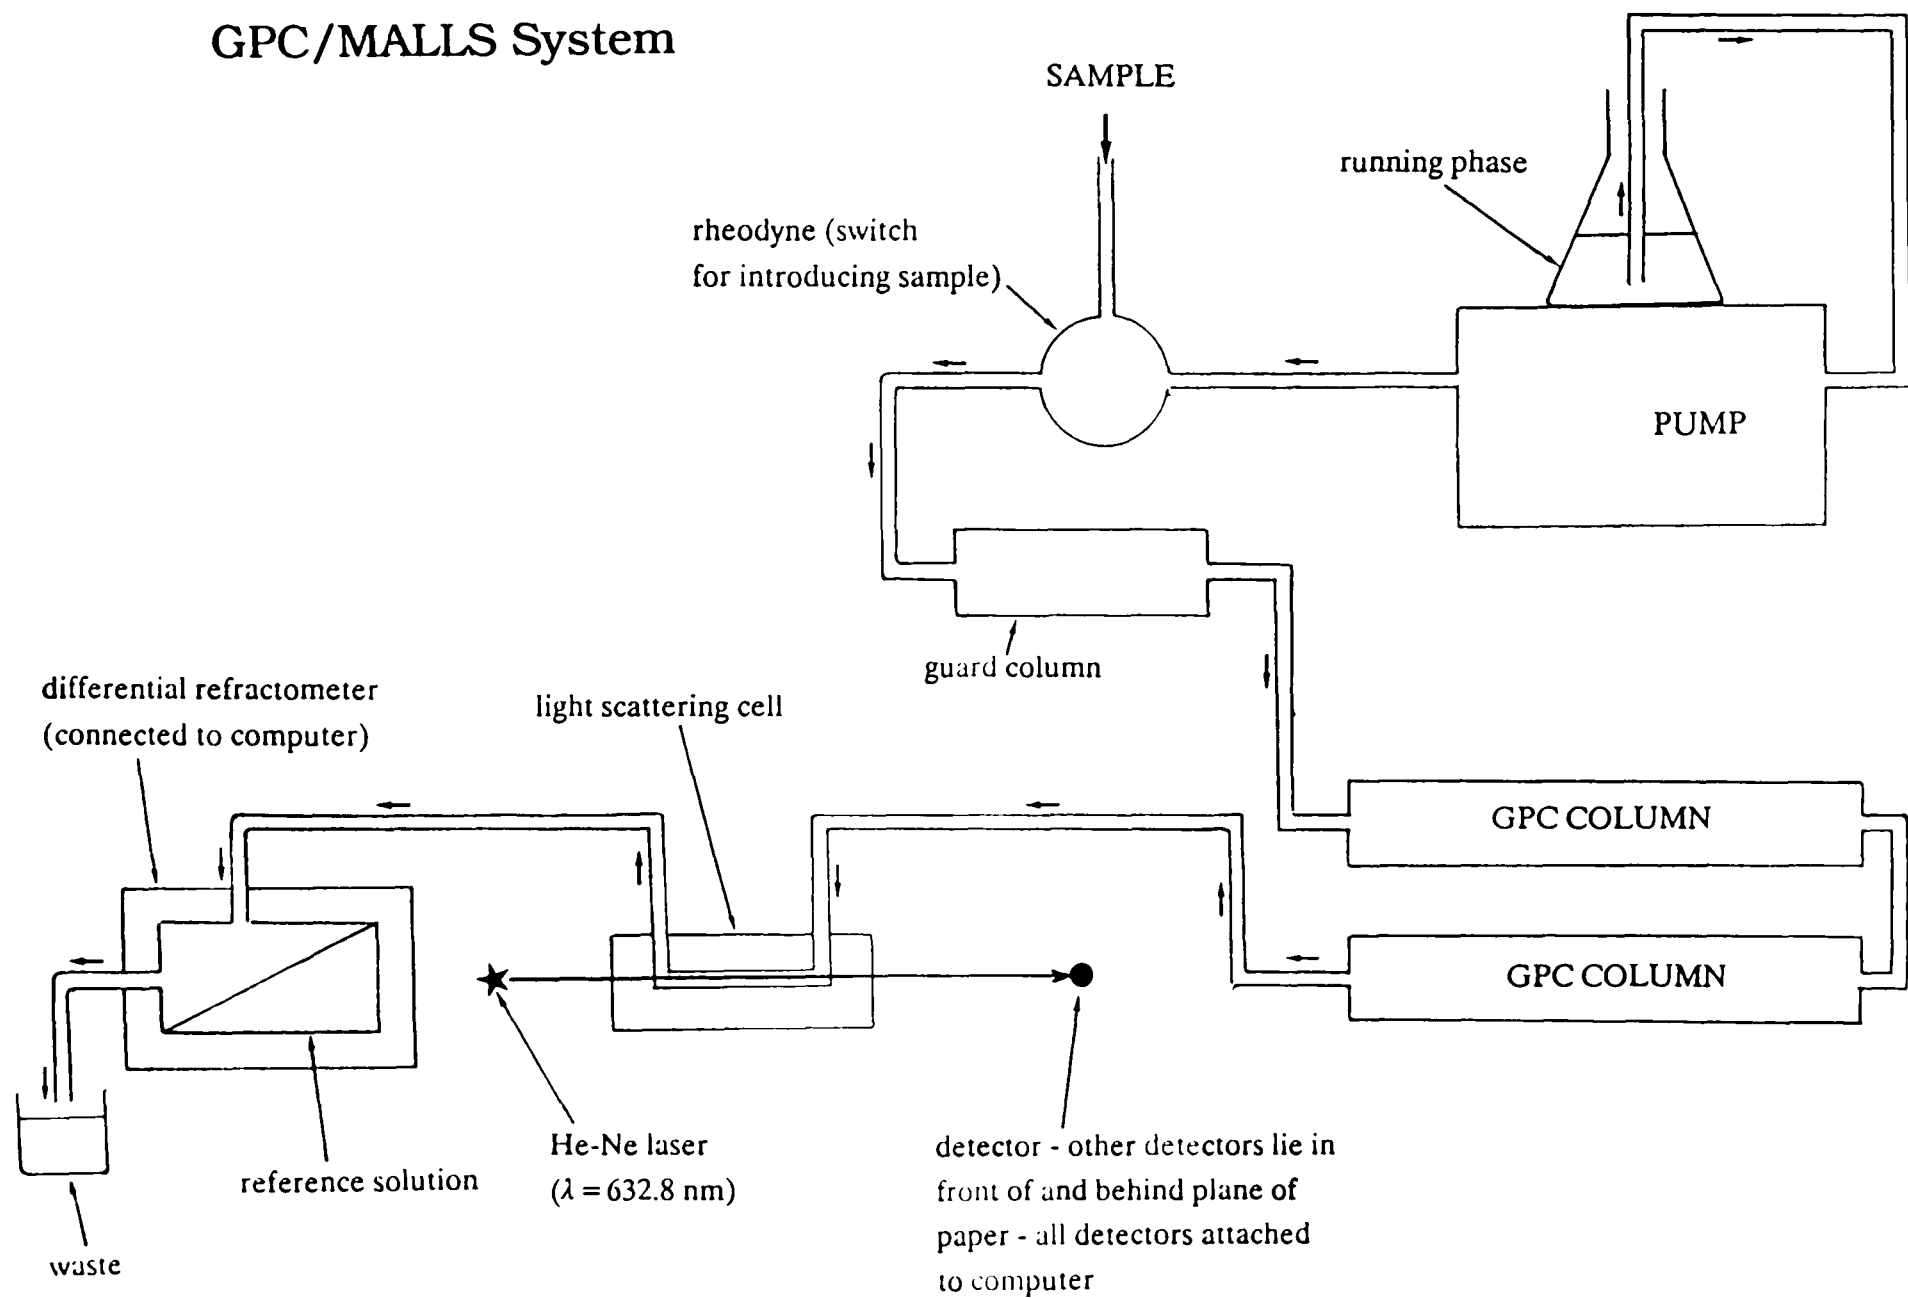 GPC/MALLS System
SAMPLE
running phase
rheodyne (switch
for introducing sample)
PUMP
guard column
differential refractometer
(connected to computer)
light scattering cell
GPC COLUMN
GPC COLUMN
He-Ne laser
(λ = 632.8 nm)
detector - other detectors lie in
front of and behind plane of
paper - all detectors attached
to computer
reference solution
waste